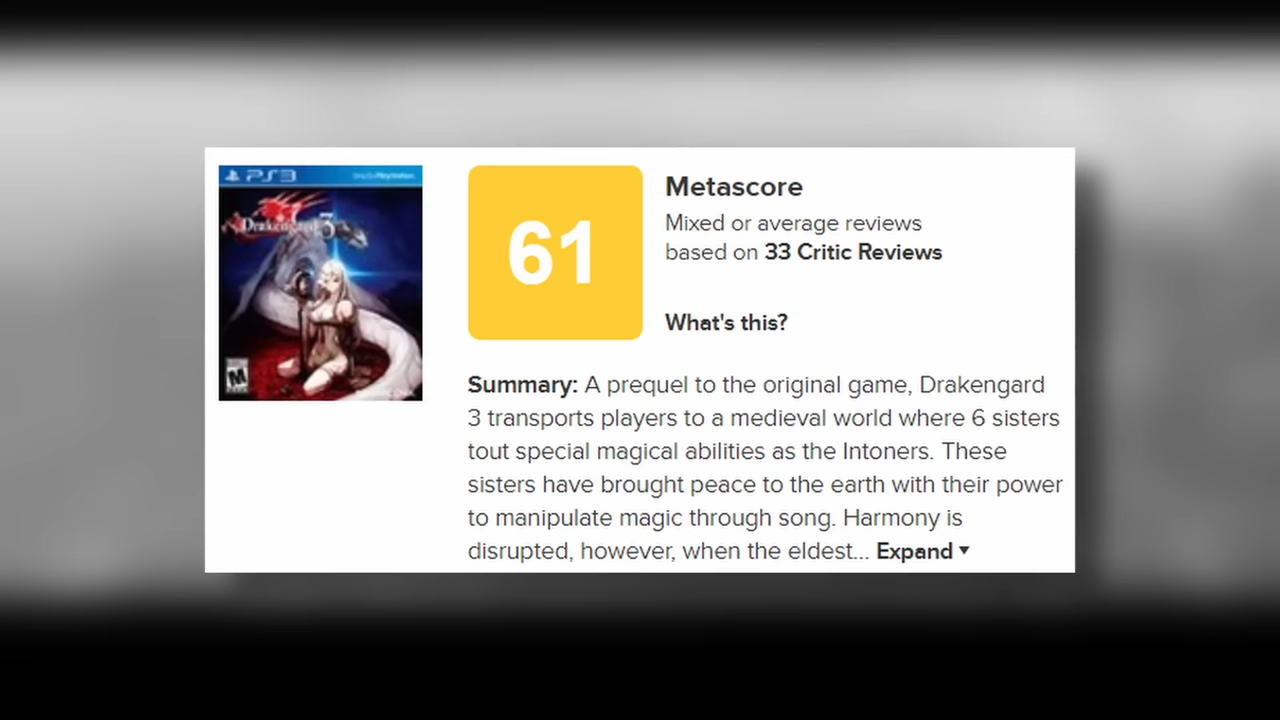 PS3
Drakengard 3
M
61
Metascore
Mixed or average reviews
based on 33 Critic Reviews
What's this?
Summary: A prequel to the original game, Drakengard
3 transports players to a medieval world where 6 sisters
tout special magical abilities as the Intoners. These
sisters have brought peace to the earth with their power
to manipulate magic through song. Harmony is
disrupted, however, when the eldest... Expand ▼